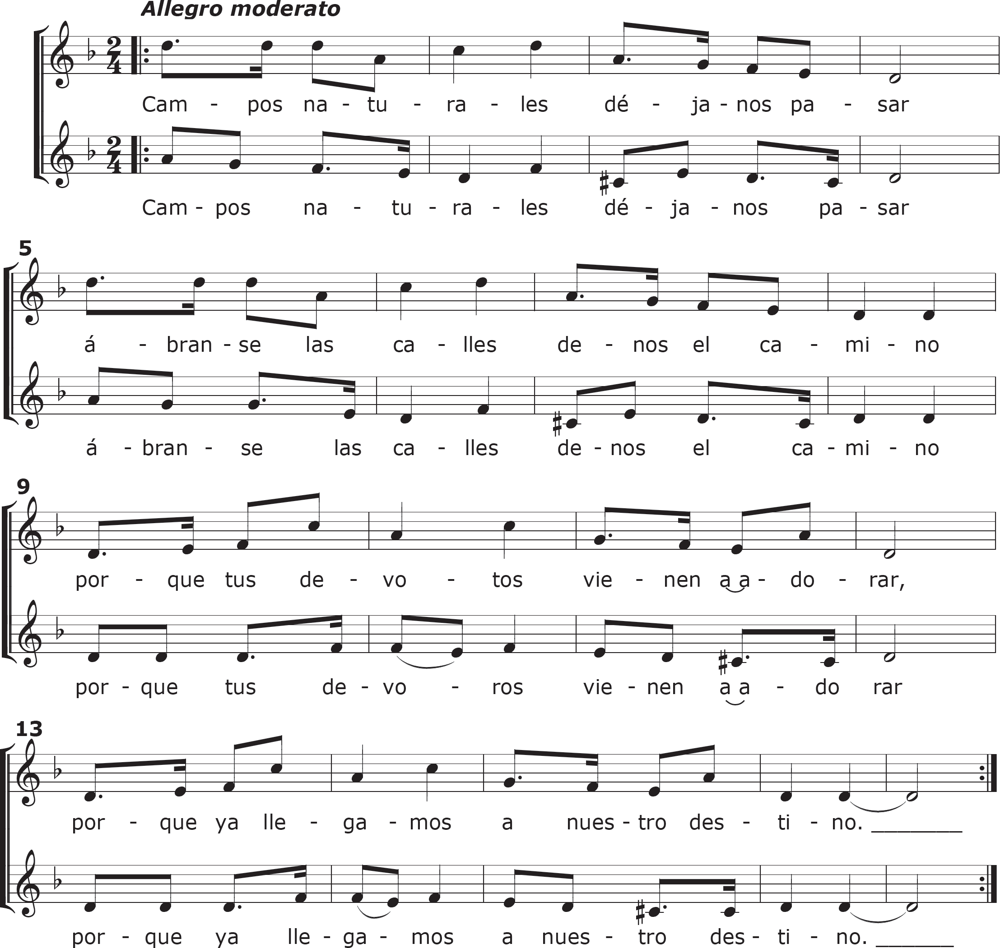 Allegro moderato
2/4
Cam - pos na - tu - ra - les dé - ja - nos pa - sar
2/4
Cam - pos na - tu - ra - les dé - ja - nos pa - sar
5
á - bran - se las ca - lles de - nos el ca - mi - no
á - bran - se las ca - lles de - nos el ca - mi - no
9
por - que tus de - vo - tos vie - nen a a - do - rar,
por - que tus de - vo - ros vie - nen a a - do rar
13
por - que ya lle - ga - mos a nues - tro des - ti - no. _______
por - que ya lle - ga - mos a nues - tro des - ti - no. ______